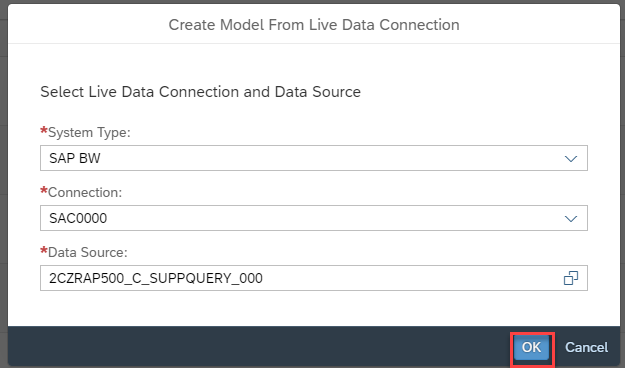 Create Model From Live Data Connection
Select Live Data Connection and Data Source
*System Type:
SAP BW
*Connection:
SAC0000
*Data Source:
2CZRAP500_C_SUPPQUERY_000
OK Cancel